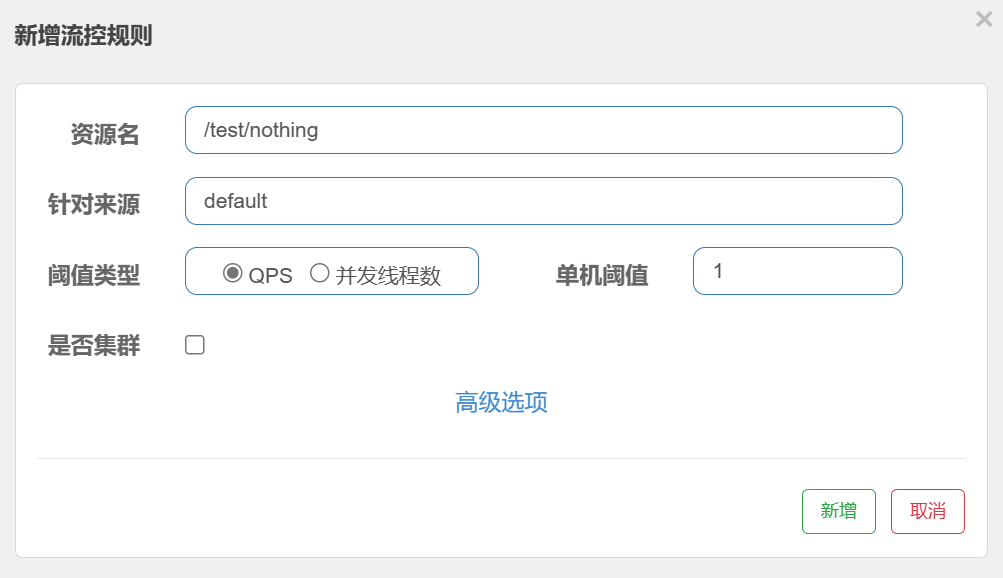 新增流控规则
×
资源名 /test/nothing
针对来源 default
阈值类型 QPS 并发线程数 单机阈值 1
是否集群
高级选项
新增 取消